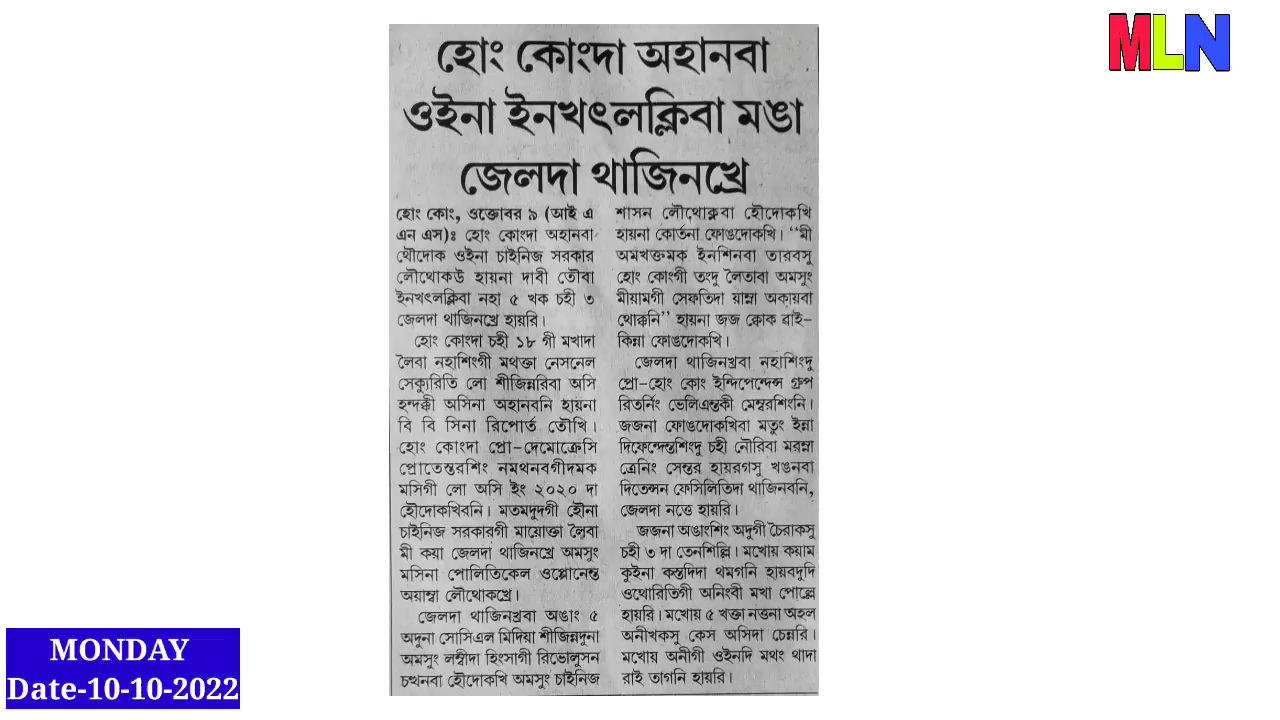 MLN
হোং কোংদা অহানবা
ওইনা ইনখৎলক্লিবা মঙা
জেলদা থাজিনখ্রে
হোং কোং, ওক্তোবর ৯ (আই এ
এন এস)ঃ হোং কোংদা অহানবা
থৌদোক ওইনা চাইনিজ সরকার
লৌথোকউ হায়না দাবী তৌবা
ইনখৎলক্লিবা নহা ৫ খক চহী ৩
জেলদা থাজিনখ্রে হায়রি।
হোং কোংদা চহী ১৮ গী মখাদা
লৈবা নহাশিংগী মথক্তা নেসনেল
সেক্যুরিতি লো শীজিন্নরিবা অসি
হন্দক্কী অসিনা অহানবনি হায়না
বি বি সিনা রিপোর্ত তৌখি।
হোং কোংদা প্রো-দেমোক্রেসি
প্রোতেস্তরশিং নমথনবগীদমক
মসিগী লো অসি ইং ২০২০ দা
হৌদোকখিবনি। মতমদুদগী হৌনা
চাইনিজ সরকারগী মায়োক্তা লৈবা
মী কয়া জেলদা থাজিনখ্রে অমসুং
মসিনা পোলিতিকেল ওপ্পোনেন্ত
অয়াম্বা লৌথোকখ্রে।
জেলদা থাজিনখ্রবা অঙাং ৫
অদুনা সোসিএল মিদিয়া শীজিন্নদুনা
অমসুং লম্বীদা হিংসাগী রিভোলুসন
চত্থনবা হৌদোকখি অমসুং চাইনিজ
শাসন লৌথোক্নবা হৌদোকখি
হায়না কোর্তনা ফোঙদোকখি। “মী
অমখক্তমক ইনশিনবা তারবসু
হোং কোংগী তংদু লৈতাবা অমসুং
মীয়ামগী সেফতিদা য়াম্না অকায়বা
থোক্কনি” হায়না জজ ক্বোক ৱাই-
কিন্না ফোঙদোকখি।
জেলদা থাজিনখ্রবা নহাশিংদু
প্রো-হোং কোং ইন্দিপেন্দেন্স গ্রুপ
রিতর্নিং ভেলিএন্তকী মেম্বরশিংনি।
জজনা ফোঙদোকখিবা মতুং ইন্না
দিফেন্দেন্তশিংদু চহী নৌরিবা মরম্না
ত্রেনিং সেন্তর হায়রগসু খঙনবা
দিতেন্সন ফেসিলিতিদা থাজিনবনি,
জেলদা নত্তে হায়রি।
জজনা অঙাংশিং অদুগী চৈরাকসু
চহী ৩ দা তেনশিল্লি। মখোয় কয়াম
কুইনা কস্তদিদা থমগনি হায়বদুদি
ওথোরিতিগী অনিংবী মখা পোল্লে
হায়রি। মখোয় ৫ খক্তা নত্তনা অহল
অনীখকসু কেস অসিদা চেন্নরি।
মখোয় অনীগী ওইনদি মথং থাদা
ৱাই তাগনি হায়রি।
MONDAY
Date-10-10-2022